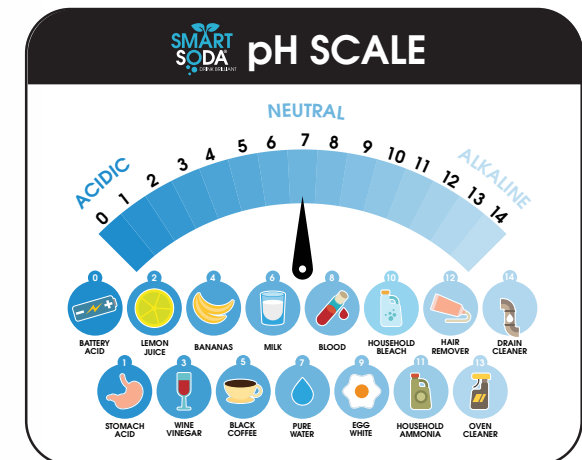 SMART
SODA
DRINK BRILLIANT
pH SCALE
NEUTRAL
ACIDIC
ALKALINE
0 1 2 3 4 5 6 7 8 9 10 11 12 13 14
0 2 4 6 8 10 12 14
BATTERY
ACID
LEMON
JUICE
BANANAS
MILK
BLOOD
HOUSEHOLD
BLEACH
HAIR
REMOVER
DRAIN
CLEANER
1 3 5 7 9 11 13
STOMACH
ACID
WINE
VINEGAR
BLACK
COFFEE
PURE
WATER
EGG
WHITE
HOUSEHOLD
AMMONIA
OVEN
CLEANER